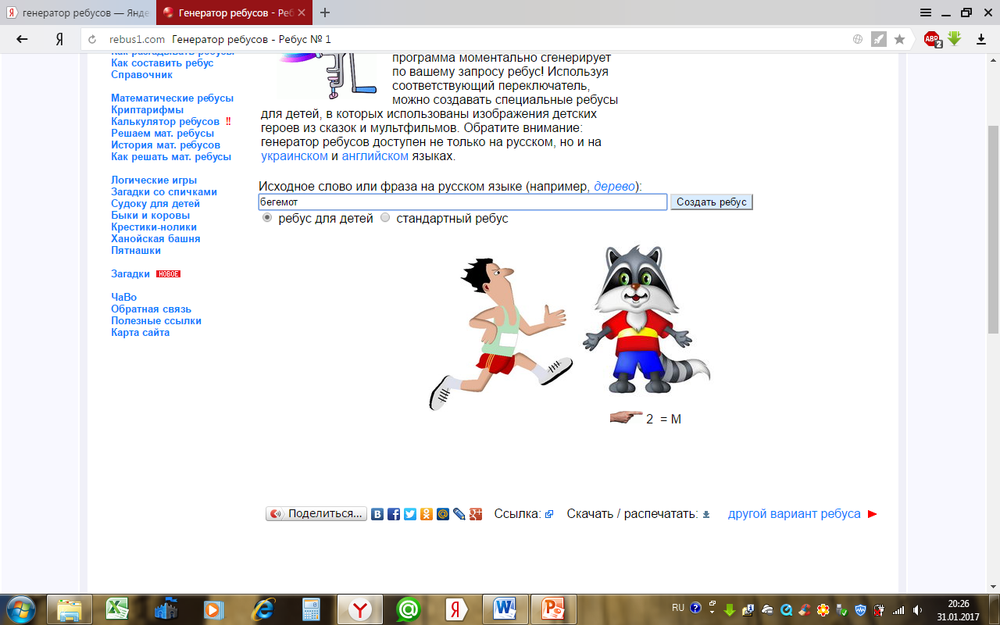 генератор ребусов — Янде
Генератор ребусов - Реб
rebus1.com Генератор ребусов - Ребус № 1
ABP
2
Как разгадывать ребусы
Как составить ребус
Справочник
Математические ребусы
Криптарифмы
Калькулятор ребусов !!
Решаем мат. ребусы
История мат. ребусов
Как решать мат. ребусы
Логические игры
Загадки со спичками
Судоку для детей
Быки и коровы
Крестики-нолики
Ханойская башня
Пятнашки
Загадки НОВОЕ
ЧаВо
Обратная связь
Полезные ссылки
Карта сайта
программа моментально сгенерирует
по вашему запросу ребус! Используя
соответствующий переключатель,
можно создавать специальные ребусы
для детей, в которых использованы изображения детских
героев из сказок и мультфильмов. Обратите внимание:
генератор ребусов доступен не только на русском, но и на
украинском и английском языках.
Исходное слово или фраза на русском языке (например, дерево):
бегемот
Создать ребус
ребус для детей стандартный ребус
2 = М
Поделиться... Ссылка: Скачать / распечатать: другой вариант ребуса
RU
20:26
31.01.2017